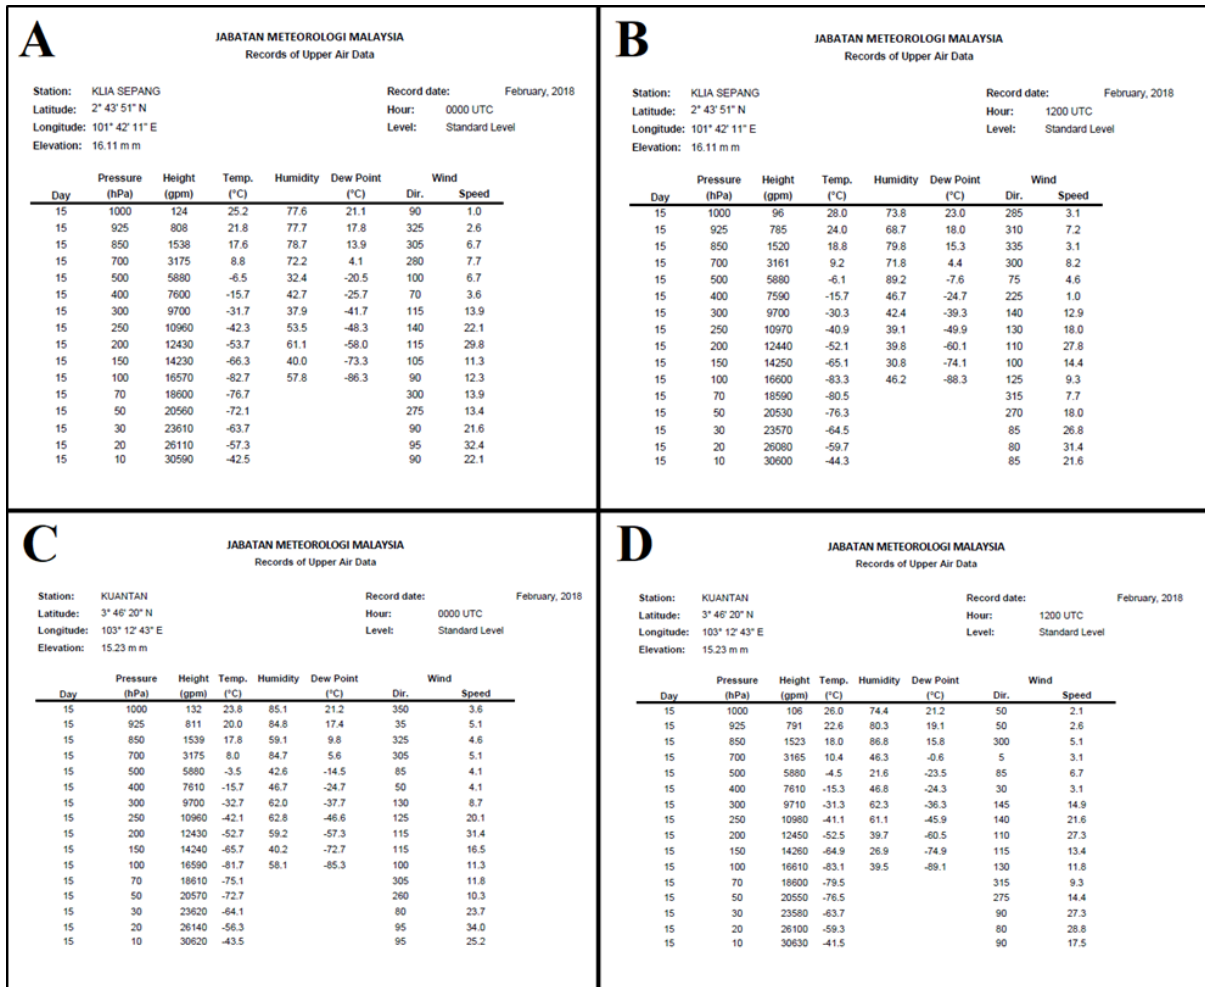 A
JABATAN METEOROLOGI MALAYSIA
Records of Upper Air Data
Station: KLIA SEPANG Record date: February, 2018
Latitude: 2° 43' 51" N Hour: 0000 UTC
Longitude: 101° 42' 11" E Level: Standard Level
Elevation: 16.11 m m
Pressure Height Temp. Humidity Dew Point Wind
Day (hPa) (gpm) (°C) (°C) Dir. Speed
15 1000 124 25.2 77.6 21.1 90 1.0
15 925 808 21.8 77.7 17.8 325 2.6
15 850 1538 17.6 78.7 13.9 305 6.7
15 700 3175 8.8 72.2 4.1 280 7.7
15 500 5880 -6.5 32.4 -20.5 100 6.7
15 400 7600 -15.7 42.7 -25.7 70 3.6
15 300 9700 -31.7 37.9 -41.7 115 13.9
15 250 10960 -42.3 53.5 -48.3 140 22.1
15 200 12430 -53.7 61.1 -58.0 115 29.8
15 150 14230 -66.3 40.0 -73.3 105 11.3
15 100 16570 -82.7 57.8 -86.3 90 12.3
15 70 18600 -76.7 300 13.9
15 50 20560 -72.1 275 13.4
15 30 23610 -63.7 90 21.6
15 20 26110 -57.3 95 32.4
15 10 30590 -42.5 90 22.1
B
JABATAN METEOROLOGI MALAYSIA
Records of Upper Air Data
Station: KLIA SEPANG Record date: February, 2018
Latitude: 2° 43' 51" N Hour: 1200 UTC
Longitude: 101° 42' 11" E Level: Standard Level
Elevation: 16.11 m m
Pressure Height Temp. Humidity Dew Point Wind
Day (hPa) (gpm) (°C) (°C) Dir. Speed
15 1000 96 28.0 73.8 23.0 285 3.1
15 925 785 24.0 68.7 18.0 310 7.2
15 850 1520 18.8 79.8 15.3 335 3.1
15 700 3161 9.2 71.8 4.4 300 8.2
15 500 5880 -6.1 89.2 -7.6 75 4.6
15 400 7590 -15.7 46.7 -24.7 225 1.0
15 300 9700 -30.3 42.4 -39.3 140 12.9
15 250 10970 -40.9 39.1 -49.9 130 18.0
15 200 12440 -52.1 39.8 -60.1 110 27.8
15 150 14250 -65.1 30.8 -74.1 100 14.4
15 100 16600 -83.3 46.2 -88.3 125 9.3
15 70 18590 -80.5 315 7.7
15 50 20530 -76.3 270 18.0
15 30 23570 -64.5 85 26.8
15 20 26080 -59.7 80 31.4
15 10 30600 -44.3 85 21.6
C
JABATAN METEOROLOGI MALAYSIA
Records of Upper Air Data
Station: KUANTAN Record date: February, 2018
Latitude: 3° 46' 20" N Hour: 0000 UTC
Longitude: 103° 12' 43" E Level: Standard Level
Elevation: 15.23 m m
Pressure Height Temp. Humidity Dew Point Wind
Day (hPa) (gpm) (°C) (°C) Dir. Speed
15 1000 132 23.8 85.1 21.2 350 3.6
15 925 811 20.0 84.8 17.4 35 5.1
15 850 1539 17.8 59.1 9.8 325 4.6
15 700 3175 8.0 84.7 5.6 305 5.1
15 500 5880 -3.5 42.6 -14.5 85 4.1
15 400 7610 -15.7 46.7 -24.7 50 4.1
15 300 9700 -32.7 62.0 -37.7 130 8.7
15 250 10960 -42.1 62.8 -46.6 125 20.1
15 200 12430 -52.7 59.2 -57.3 115 31.4
15 150 14240 -65.7 40.2 -72.7 115 16.5
15 100 16590 -81.7 58.1 -85.3 100 11.3
15 70 18610 -75.1 305 11.8
15 50 20570 -72.7 260 10.3
15 30 23620 -64.1 80 23.7
15 20 26140 -56.3 95 34.0
15 10 30620 -43.5 95 25.2
D
JABATAN METEOROLOGI MALAYSIA
Records of Upper Air Data
Station: KUANTAN Record date: February, 2018
Latitude: 3° 46' 20" N Hour: 1200 UTC
Longitude: 103° 12' 43" E Level: Standard Level
Elevation: 15.23 m m
Pressure Height Temp. Humidity Dew Point Wind
Day (hPa) (gpm) (°C) (°C) Dir. Speed
15 1000 106 26.0 74.4 21.2 50 2.1
15 925 791 22.6 80.3 19.1 50 2.6
15 850 1523 18.0 86.8 15.8 300 5.1
15 700 3165 10.4 46.3 -0.6 5 3.1
15 500 5880 -4.5 21.6 -23.5 85 6.7
15 400 7610 -15.3 46.8 -24.3 30 3.1
15 300 9710 -31.3 62.3 -36.3 145 14.9
15 250 10980 -41.1 61.1 -45.9 140 21.6
15 200 12450 -52.5 39.7 -60.5 110 27.3
15 150 14260 -64.9 26.9 -74.9 115 13.4
15 100 16610 -83.1 39.5 -89.1 130 11.8
15 70 18600 -79.5 315 9.3
15 50 20550 -76.5 275 14.4
15 30 23580 -63.7 90 27.3
15 20 26100 -59.3 80 28.8
15 10 30630 -41.5 90 17.5